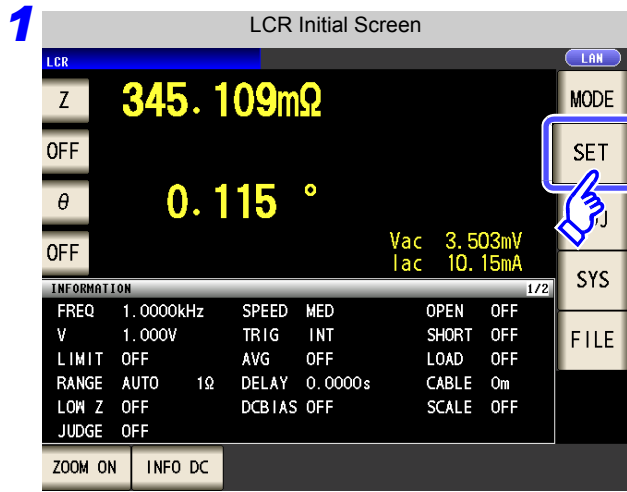 1
LCR Initial Screen
LCR
LAN
Z 345.109mΩ
MODE
OFF
SET
θ 0.115 °
OFF
Vac 3.503mV
Iac 10.15mA
SYS
INFORMATION 1/2
FREQ 1.0000kHz SPEED MED OPEN OFF
V 1.000V TRIG INT SHORT OFF
FILE
LIMIT OFF AVG OFF LOAD OFF
RANGE AUTO 1Ω DELAY 0.0000s CABLE 0m
LOW Z OFF DCBIAS OFF SCALE OFF
JUDGE OFF
ZOOM ON INFO DC